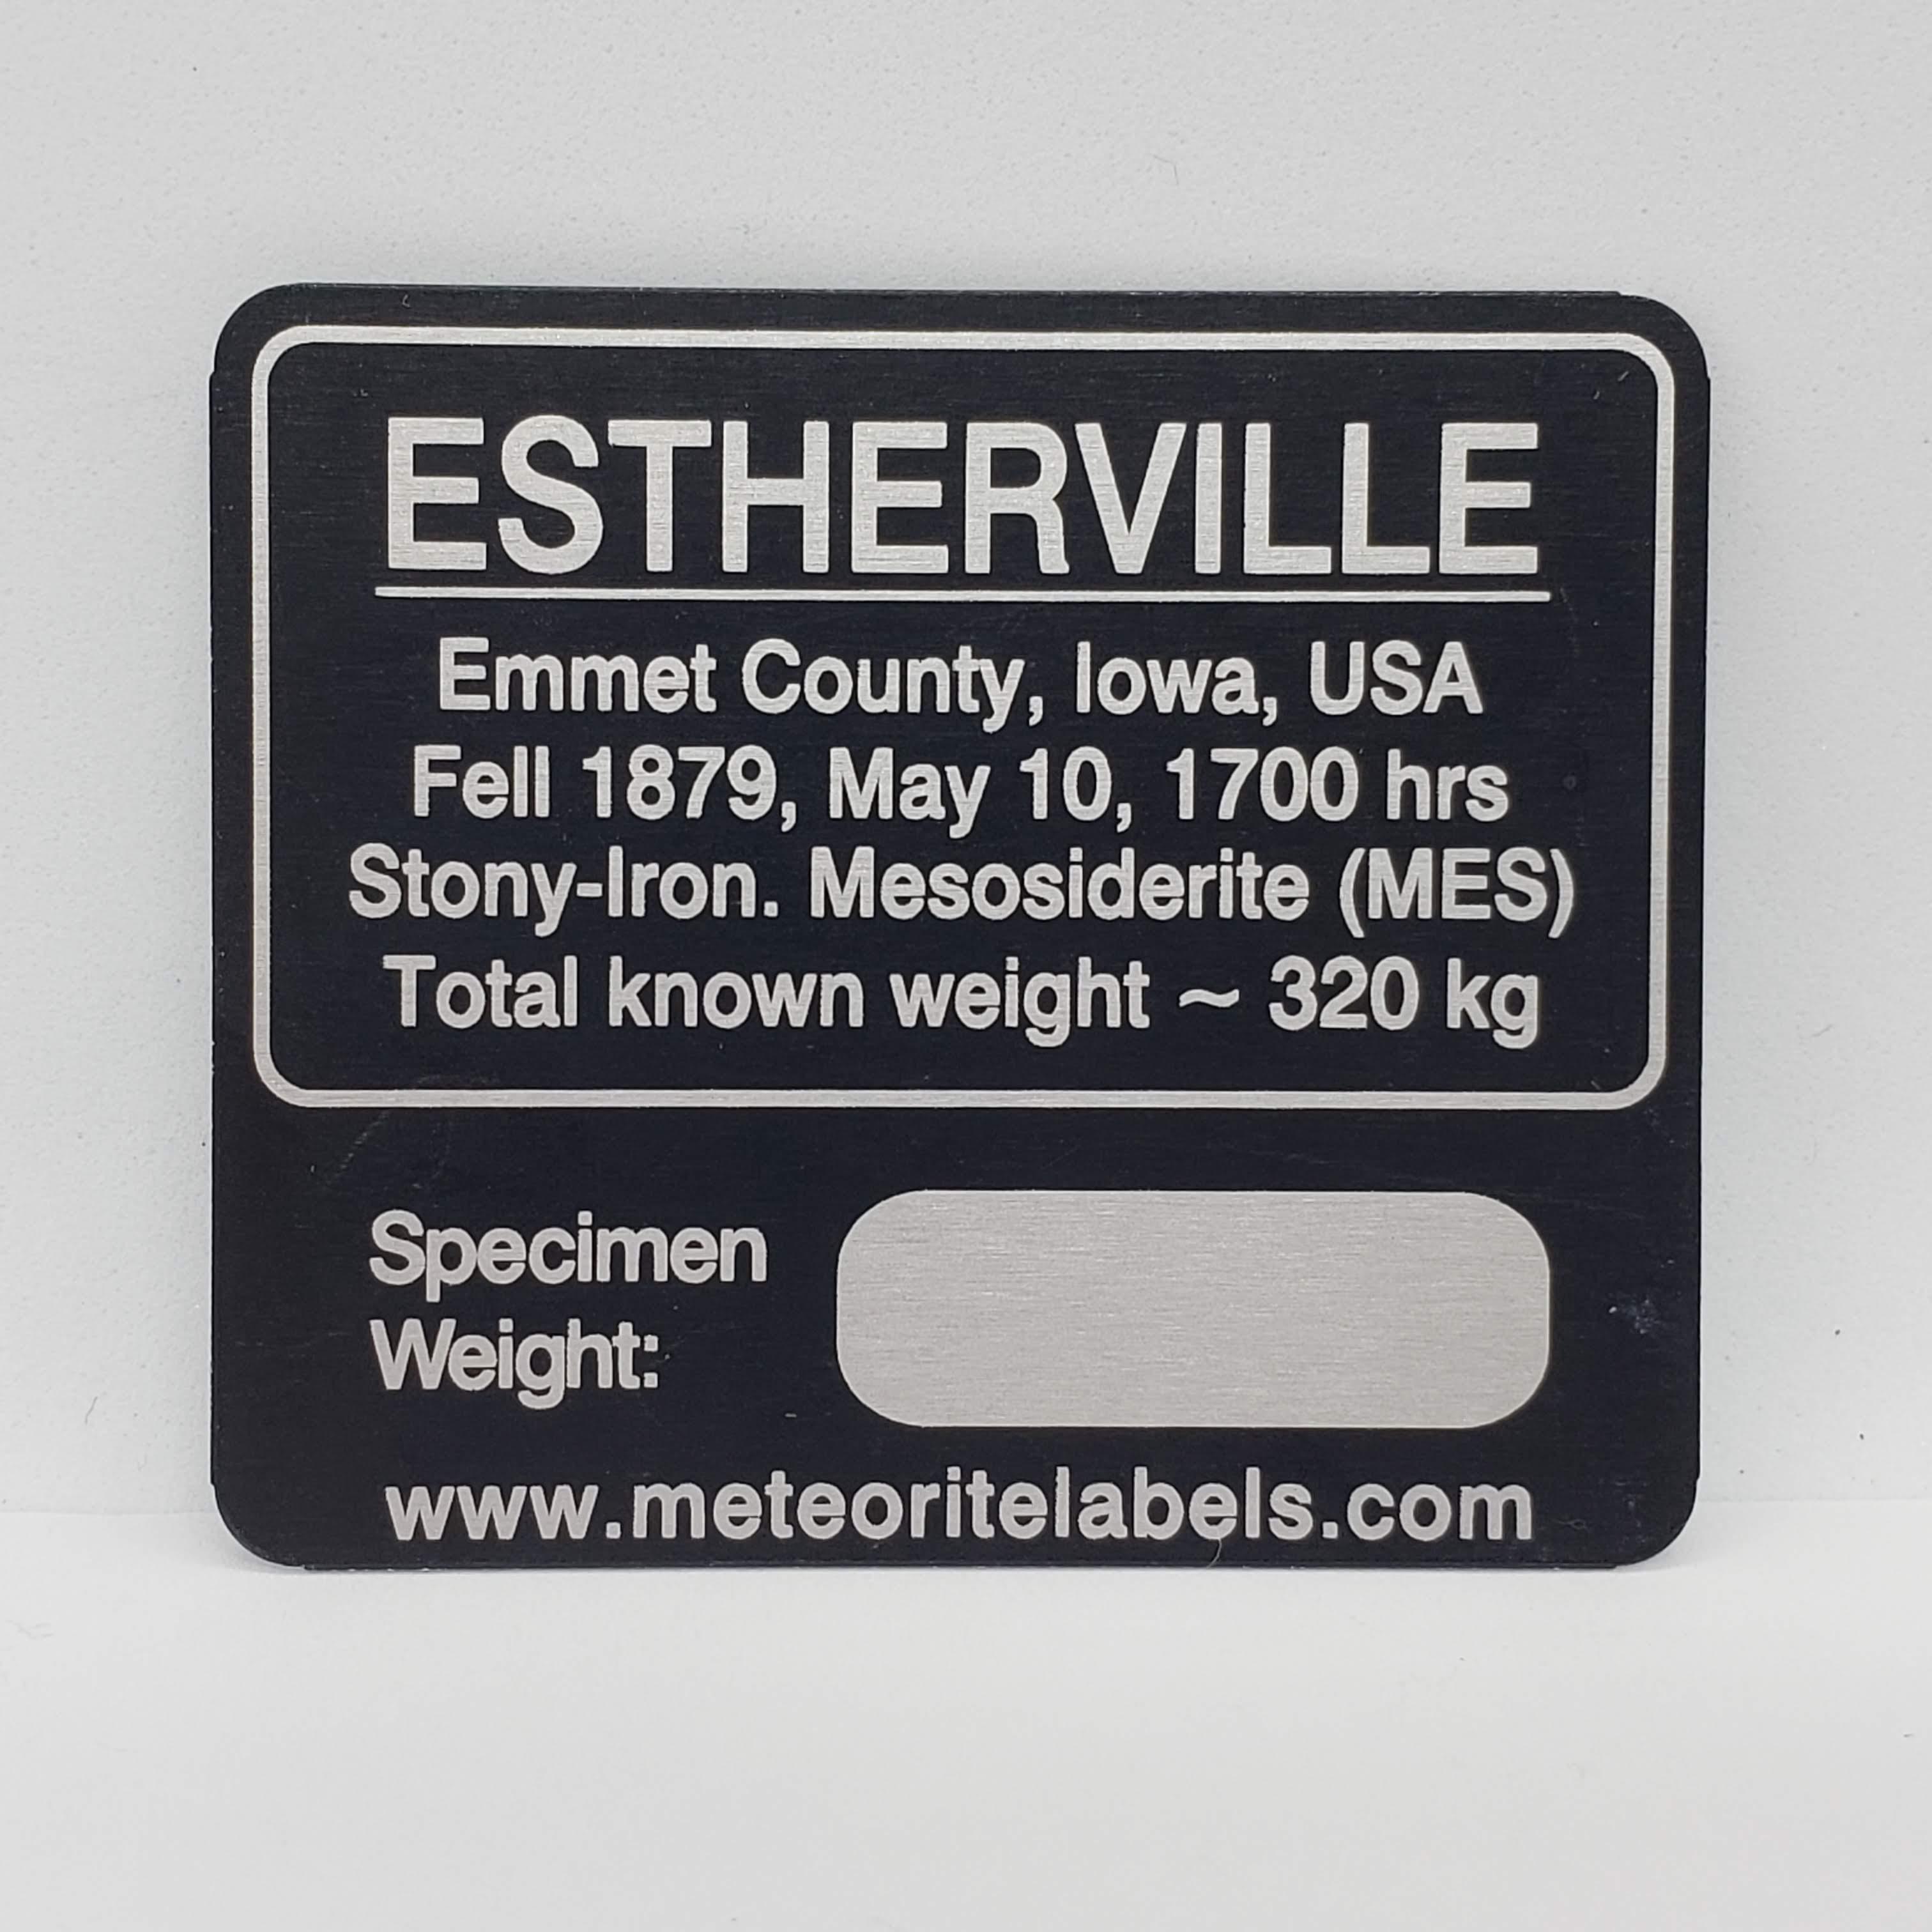 ESTHERVILLE
Emmet County, Iowa, USA
Fell 1879, May 10, 1700 hrs
Stony-Iron. Mesosiderite (MES)
Total known weight ~ 320 kg
Specimen
Weight:
www.meteoritelabels.com